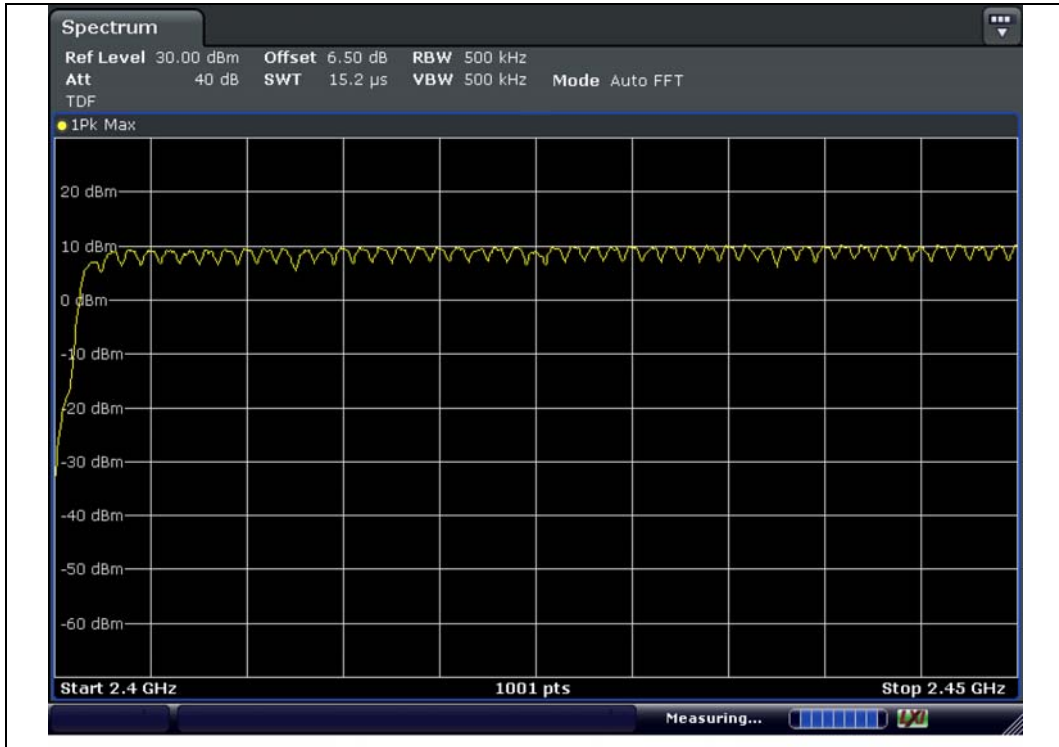 Spectrum
Ref Level 30.00 dBm Offset 6.50 dB RBW 500 kHz
Att 40 dB SWT 15.2 µs VBW 500 kHz Mode Auto FFT
TDF
1Pk Max
20 dBm
10 dBm
0 dBm
-10 dBm
-20 dBm
-30 dBm
-40 dBm
-50 dBm
-60 dBm
Start 2.4 GHz 1001 pts Stop 2.45 GHz
Measuring... LXI